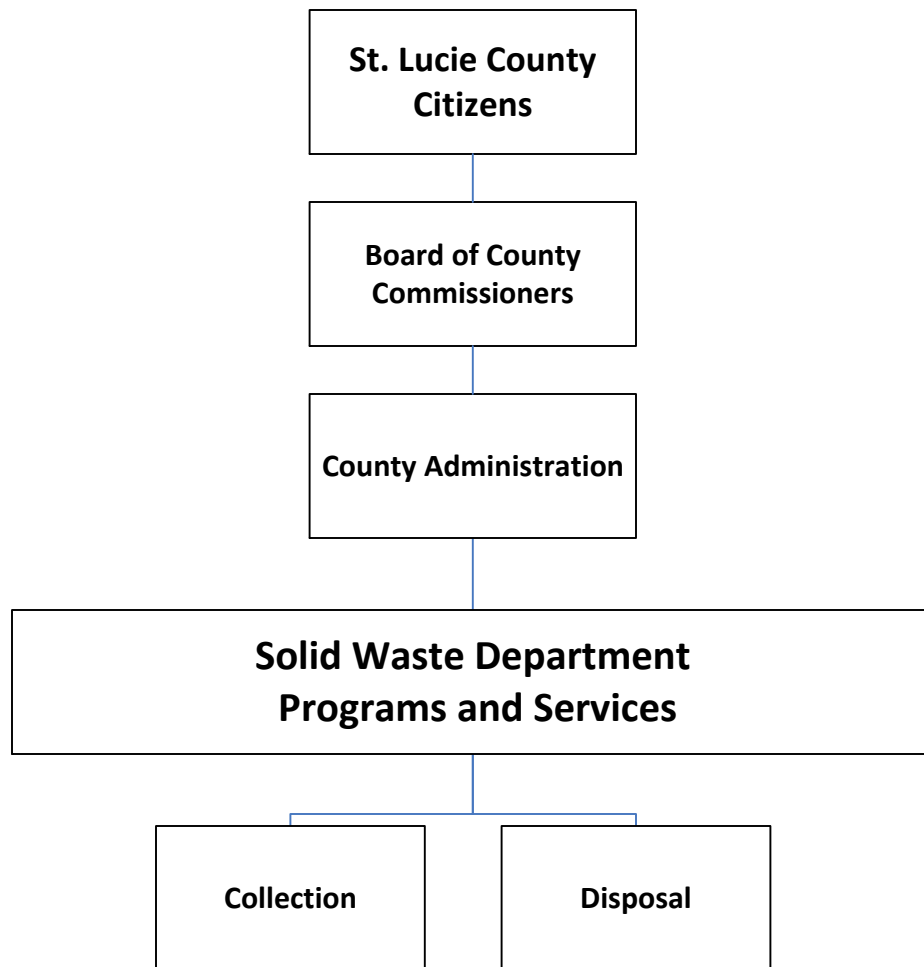 St. Lucie County
Citizens
Board of County
Commissioners
County Administration
Solid Waste Department
Programs and Services
Collection
Disposal